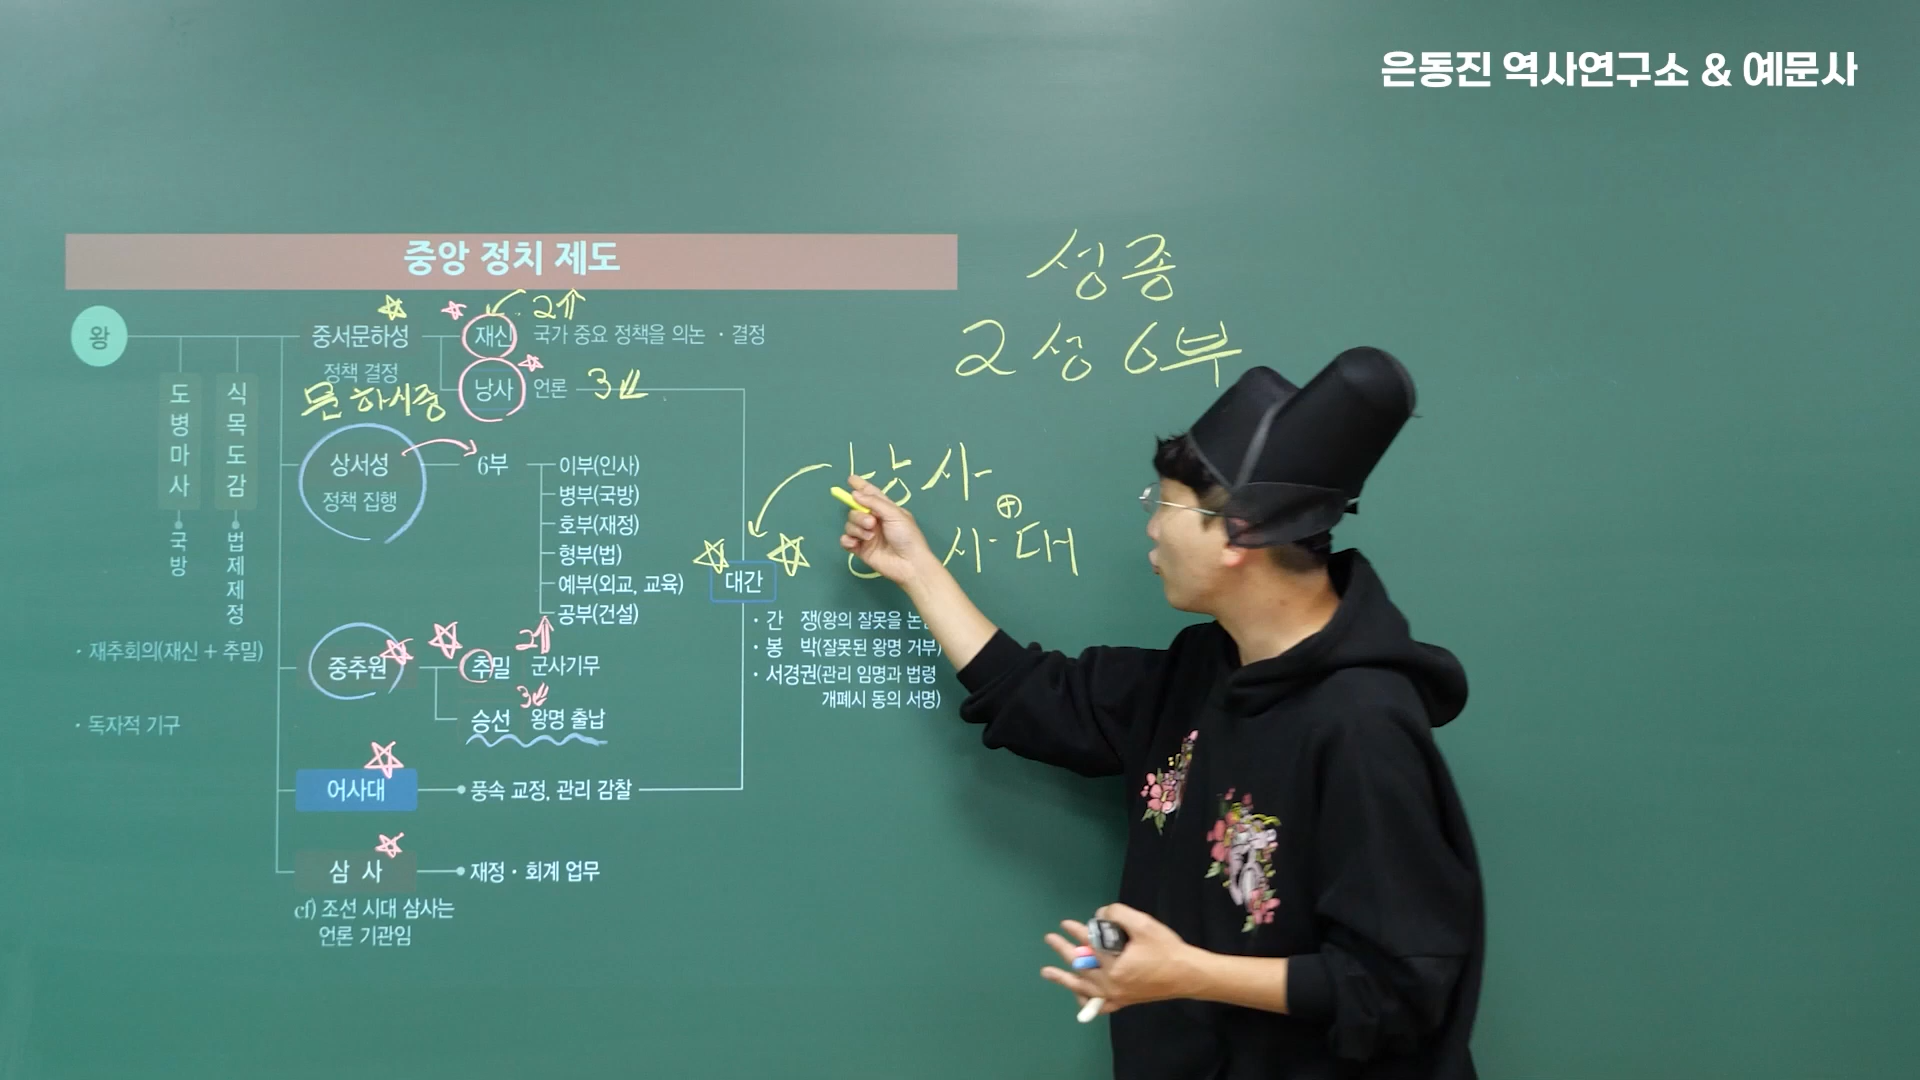 은동진 역사연구소 & 예문사
중앙 정치 제도
성종
2성 6부
왕
중서문하성
정책 결정
문하시중
재신
2↑
국가 중요 정책을 의논 · 결정
낭사
언론
3↓
도병마사
국방
식목도감
법제제정
상서성
정책 집행
6부
이부(인사)
병부(국방)
호부(재정)
형부(법)
예부(외교, 교육)
공부(건설)
낭사
⊕
사대
대간
· 간 쟁(왕의 잘못을 논
· 봉 박(잘못된 왕명 거부)
· 서경권(관리 임명과 법령
개폐시 동의 서명)
· 재추회의(재신 + 추밀)
· 독자적 기구
중추원
추밀
2↑
군사기무
승선
3↓
왕명 출납
어사대
풍속 교정, 관리 감찰
삼 사
재정 · 회계 업무
cf) 조선 시대 삼사는
언론 기관임